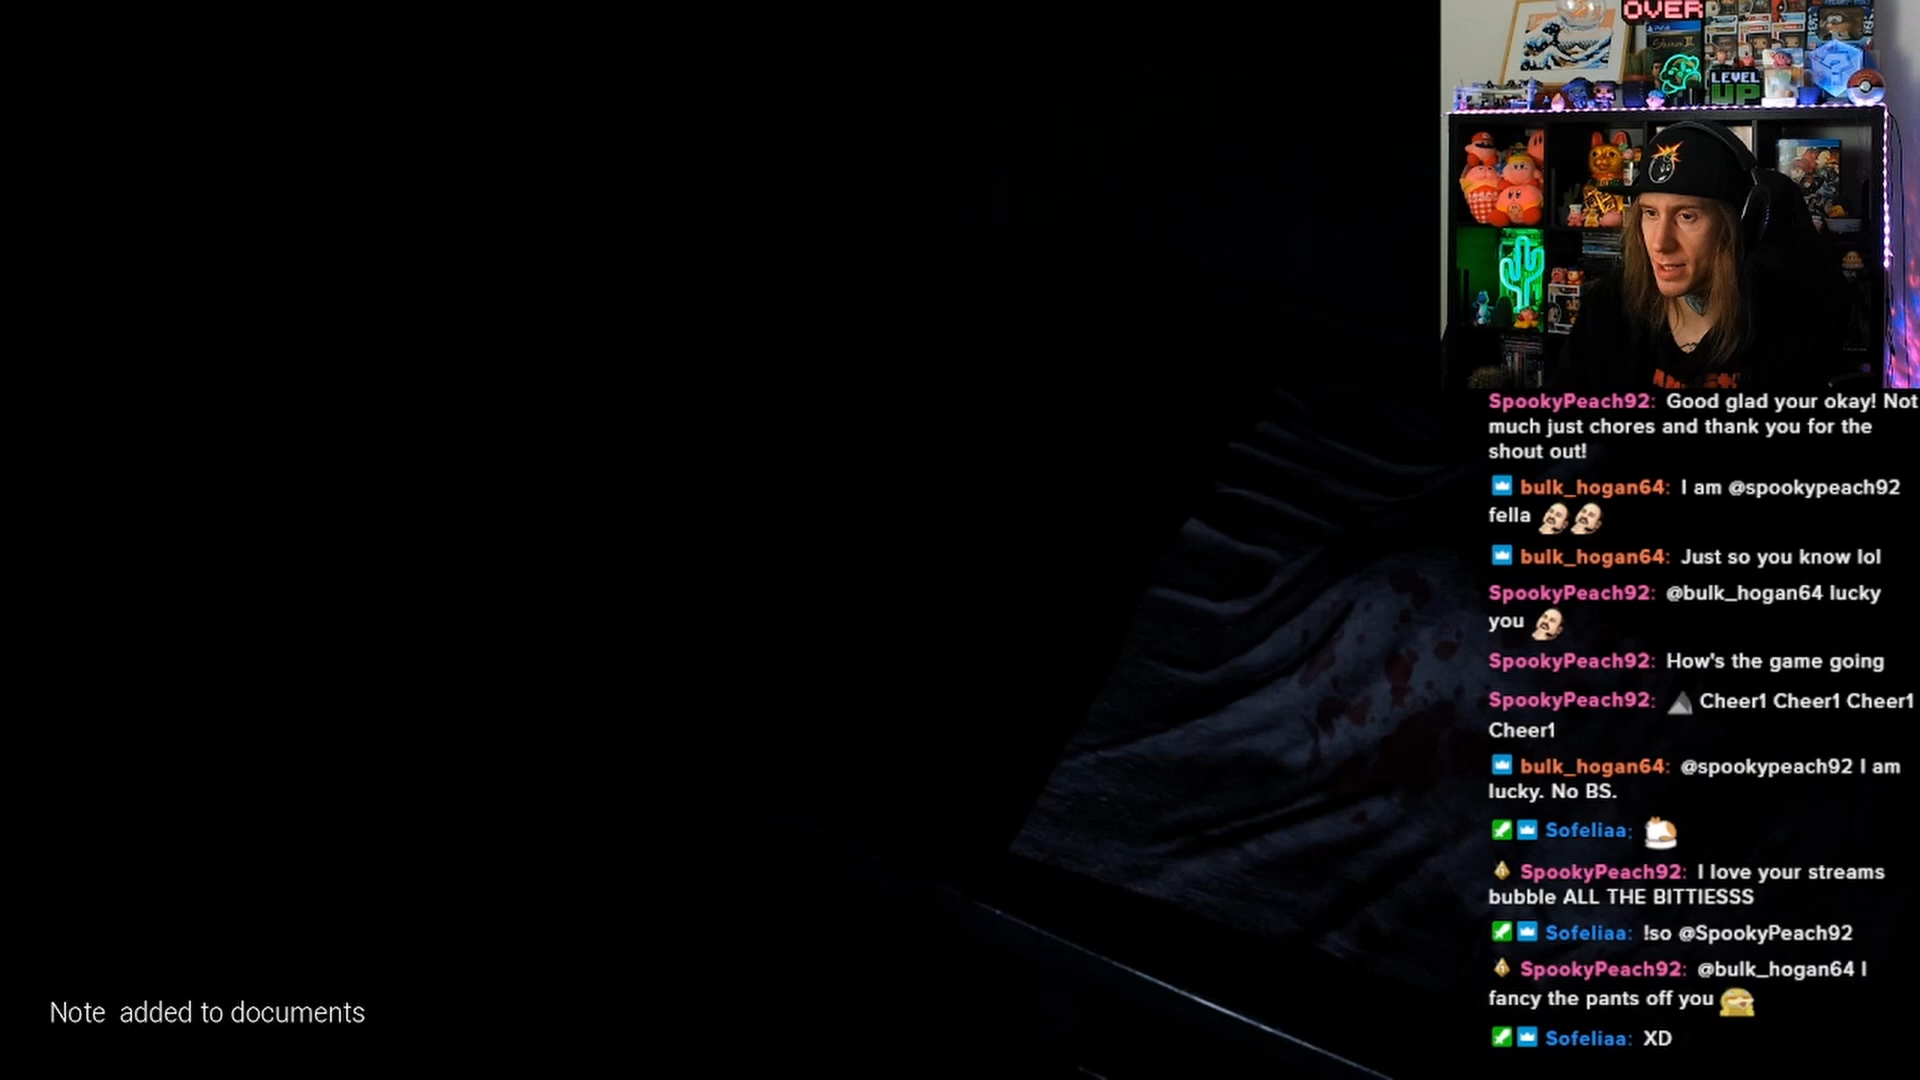 OVER
LEVEL
UP
SpookyPeach92: Good glad your okay! Not
much just chores and thank you for the
shout out!
bulk_hogan64: I am @spookypeach92
fella
bulk_hogan64: Just so you know lol
SpookyPeach92: @bulk_hogan64 lucky
you
SpookyPeach92: How's the game going
SpookyPeach92: Cheer1 Cheer1 Cheer1
Cheer1
bulk_hogan64: @spookypeach92 I am
lucky. No BS.
Sofeliaa:
SpookyPeach92: I love your streams
bubble ALL THE BITTIESSS
Sofeliaa: !so @SpookyPeach92
SpookyPeach92: @bulk_hogan64 I
fancy the pants off you
Sofeliaa: XD
Note added to documents